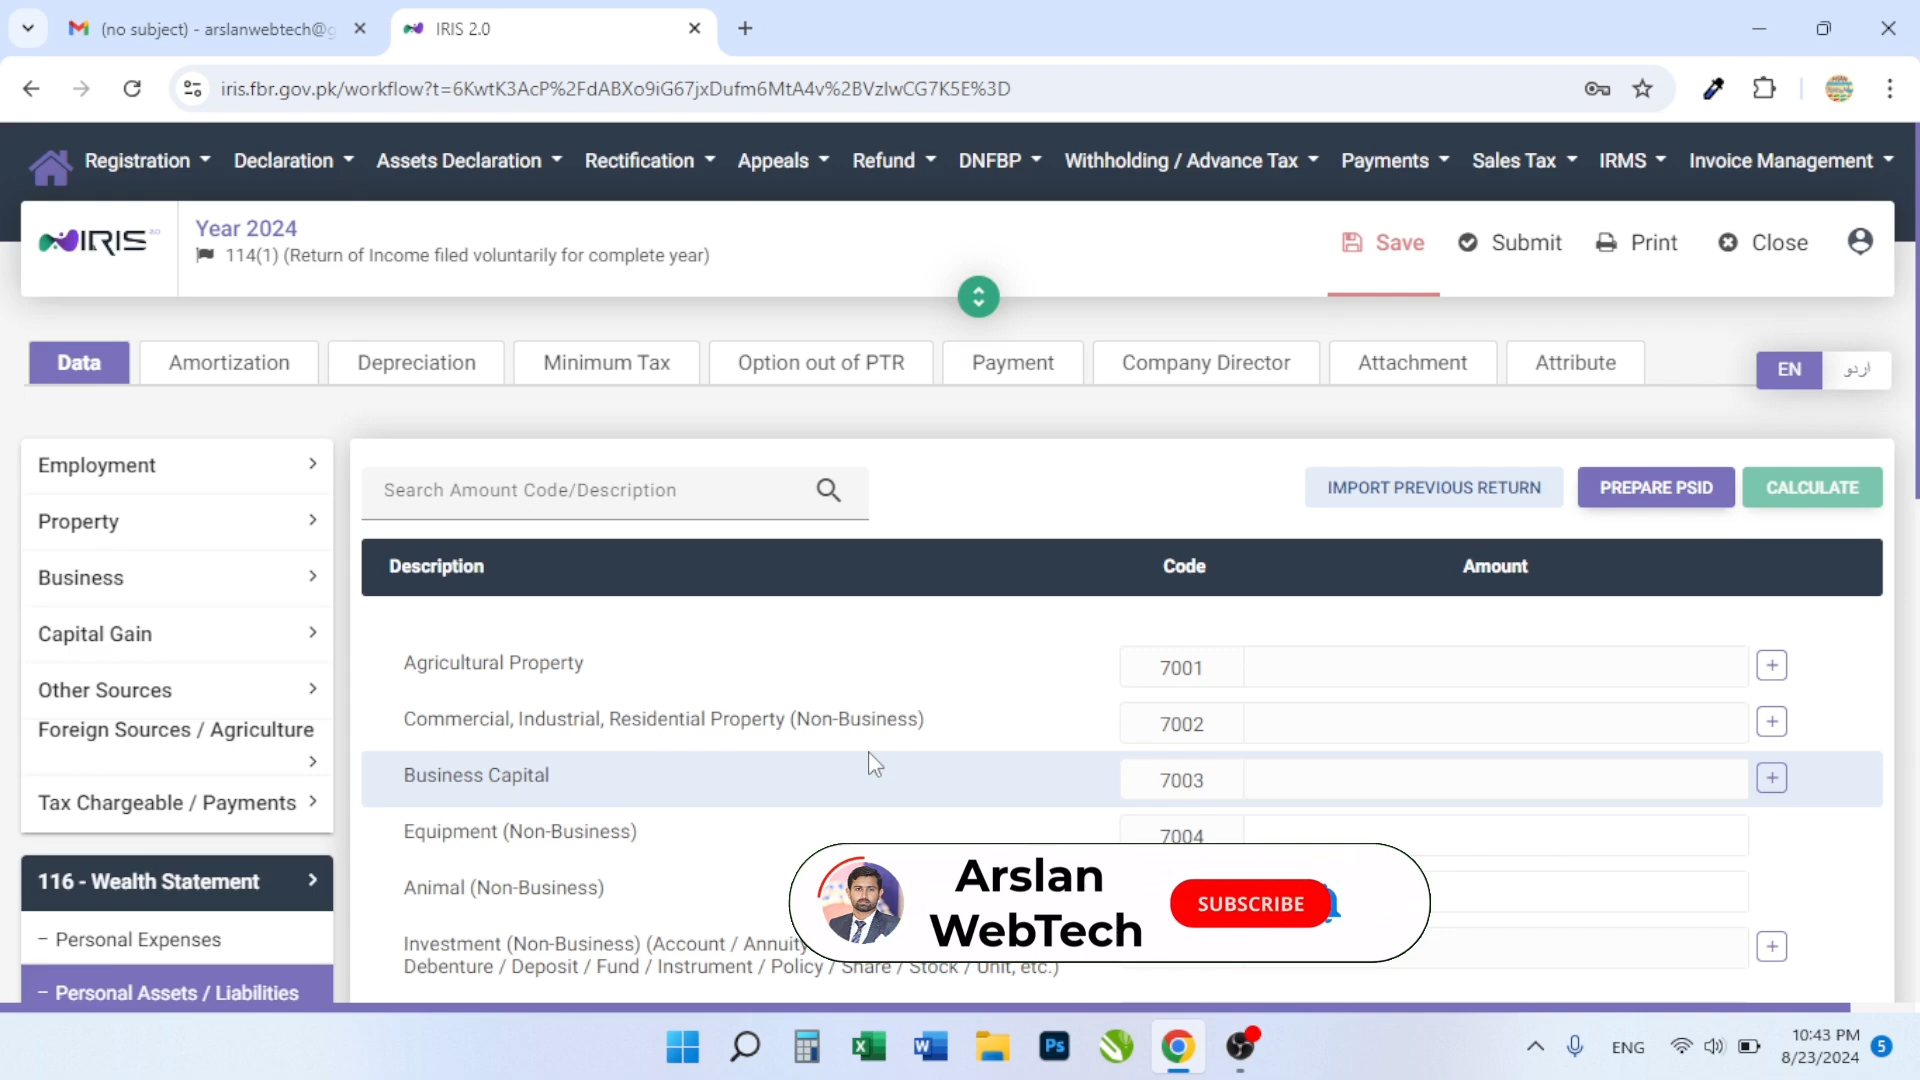 (no subject) - arslanwebtech@g
IRIS 2.0
iris.fbr.gov.pk/workflow?t=6KwtK3AcP%2FdABXo9iG67jxDufm6MtA4v%2BVzIwCG7K5E%3D
Registration Declaration Assets Declaration Rectification Appeals Refund DNFBP Withholding / Advance Tax Payments Sales Tax IRMS Invoice Management
IRIS 2.0
Year 2024
114(1) (Return of Income filed voluntarily for complete year)
Save Submit Print Close
Data Amortization Depreciation Minimum Tax Option out of PTR Payment Company Director Attachment Attribute
EN اردو
Employment
Property
Business
Capital Gain
Other Sources
Foreign Sources / Agriculture
Tax Chargeable / Payments
116 - Wealth Statement
– Personal Expenses
– Personal Assets / Liabilities
Search Amount Code/Description
IMPORT PREVIOUS RETURN PREPARE PSID CALCULATE
Description Code Amount
Agricultural Property 7001 +
Commercial, Industrial, Residential Property (Non-Business) 7002 +
Business Capital 7003 +
Equipment (Non-Business) 7004
Animal (Non-Business)
Investment (Non-Business) (Account / Annuity +
Debenture / Deposit / Fund / Instrument / Policy / Share / Stock / Unit, etc.)
Arslan
WebTech
SUBSCRIBE
X W Ps
ENG
10:43 PM
8/23/2024
5